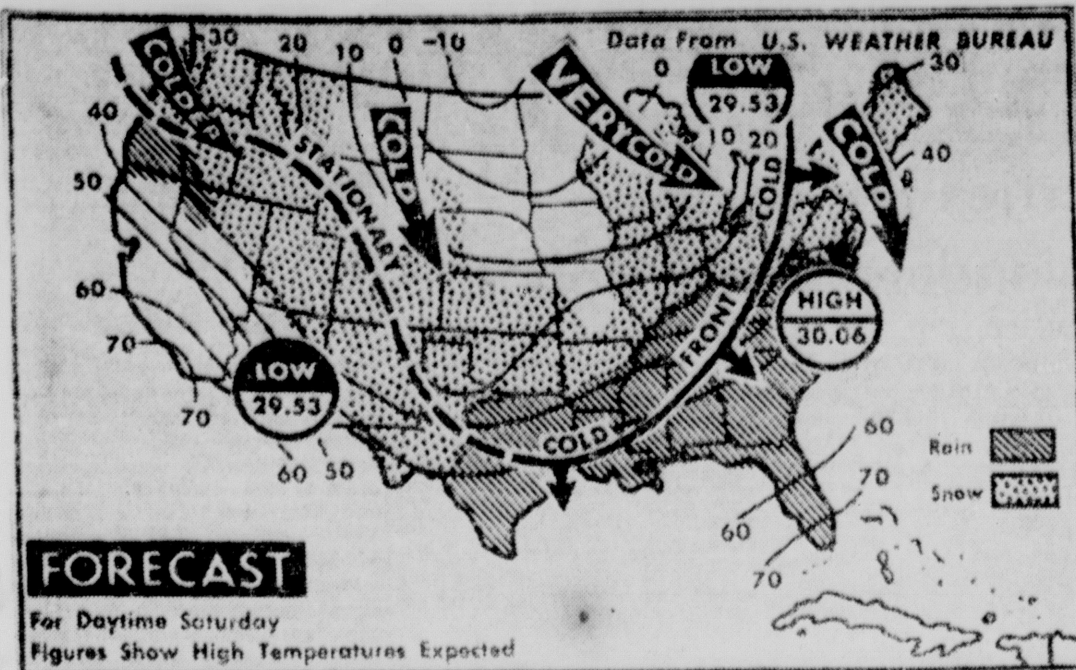 Data From U.S. WEATHER BUREAU
30 20 10 0 -10
COLDER
COLD
VERY COLD
0
LOW
29.53
10 20
30
COLD
40
40
50
60
70
STATIONARY
COLD
FRONT
COLD
HIGH
30.06
LOW
29.53
70
60 50
60
70
60
70
Rain
Snow
FORECAST
For Daytime Saturday
Figures Show High Temperatures Expected